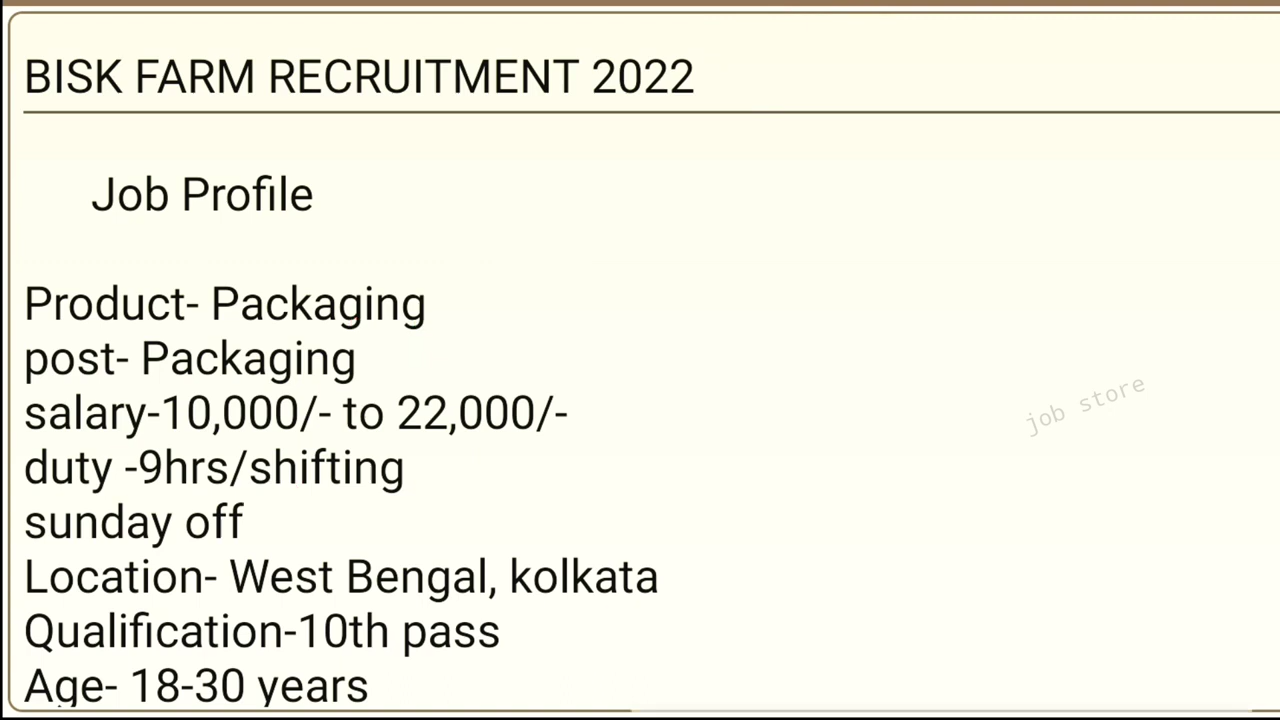 BISK FARM RECRUITMENT 2022
Job Profile
Product- Packaging
post- Packaging
salary-10,000/- to 22,000/-
duty -9hrs/shifting
sunday off
Location- West Bengal, kolkata
Qualification-10th pass
Age- 18-30 years
job store